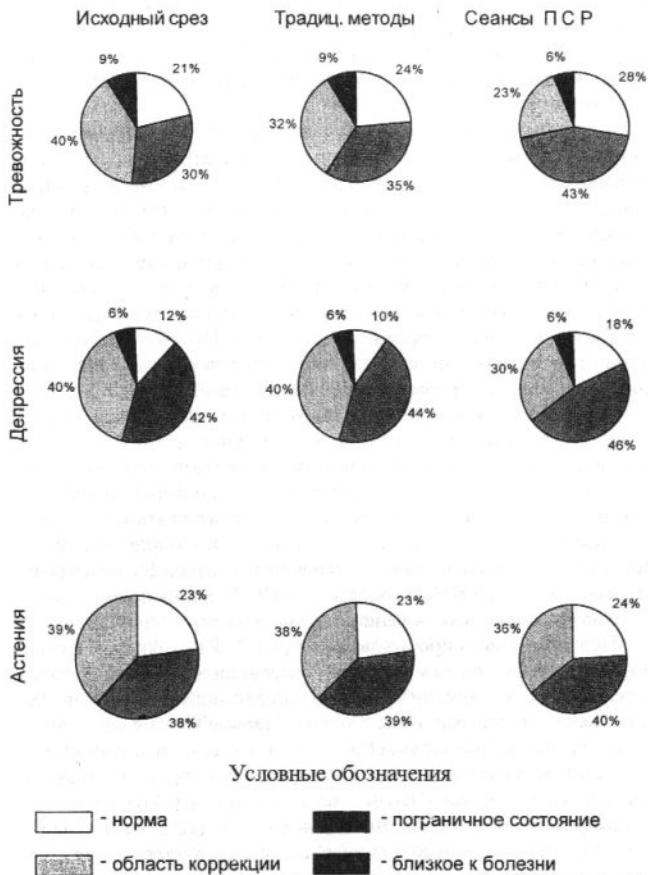 Исходный срез Традиц. методы Сеансы П С Р
Тревожность
9% 21% 40% 30%
9% 24% 32% 35%
6% 28% 23% 43%
Депрессия
6% 12% 40% 42%
6% 10% 40% 44%
6% 18% 30% 46%
Астения
23% 39% 38%
23% 38% 39%
24% 36% 40%
Условные обозначения
- норма - пограничное состояние
- область коррекции - близкое к болезни